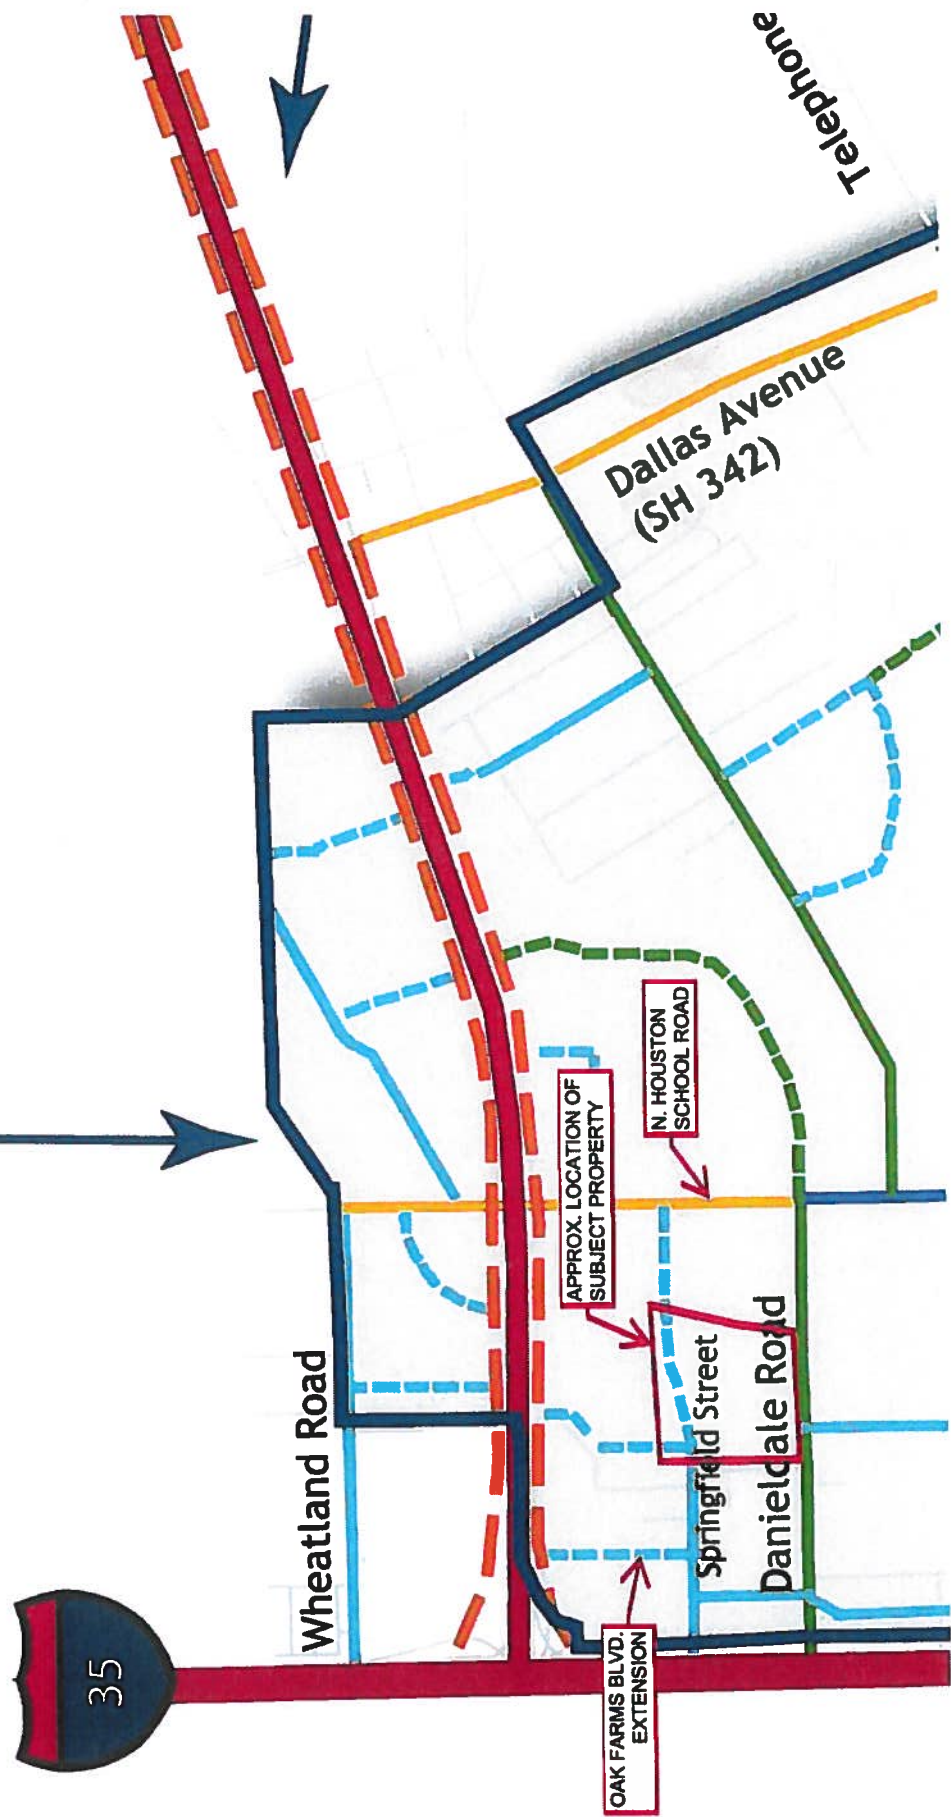 35
Wheatland Road
OAK FARMS BLVD.
EXTENSION
Springfield Street
Danieldale Road
APPROX. LOCATION OF
SUBJECT PROPERTY
N. HOUSTON
SCHOOL ROAD
Dallas Avenue
(SH 342)
Telephone